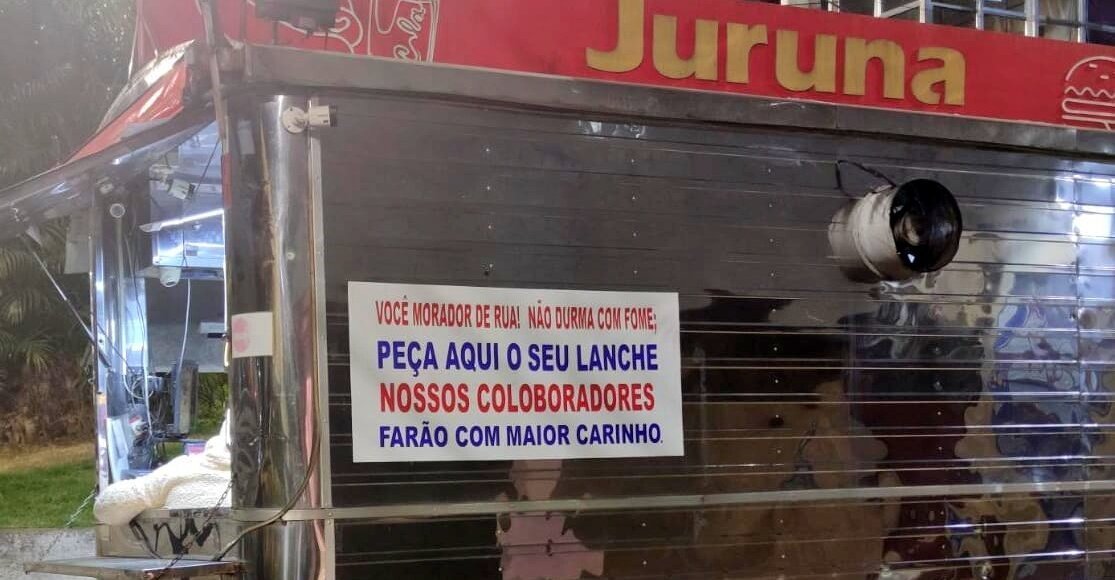 Juruna
VOCÊ MORADOR DE RUA! NÃO DURMA COM FOME;
PEÇA AQUI O SEU LANCHE
NOSSOS COLOBORADORES
FARÃO COM MAIOR CARINHO.